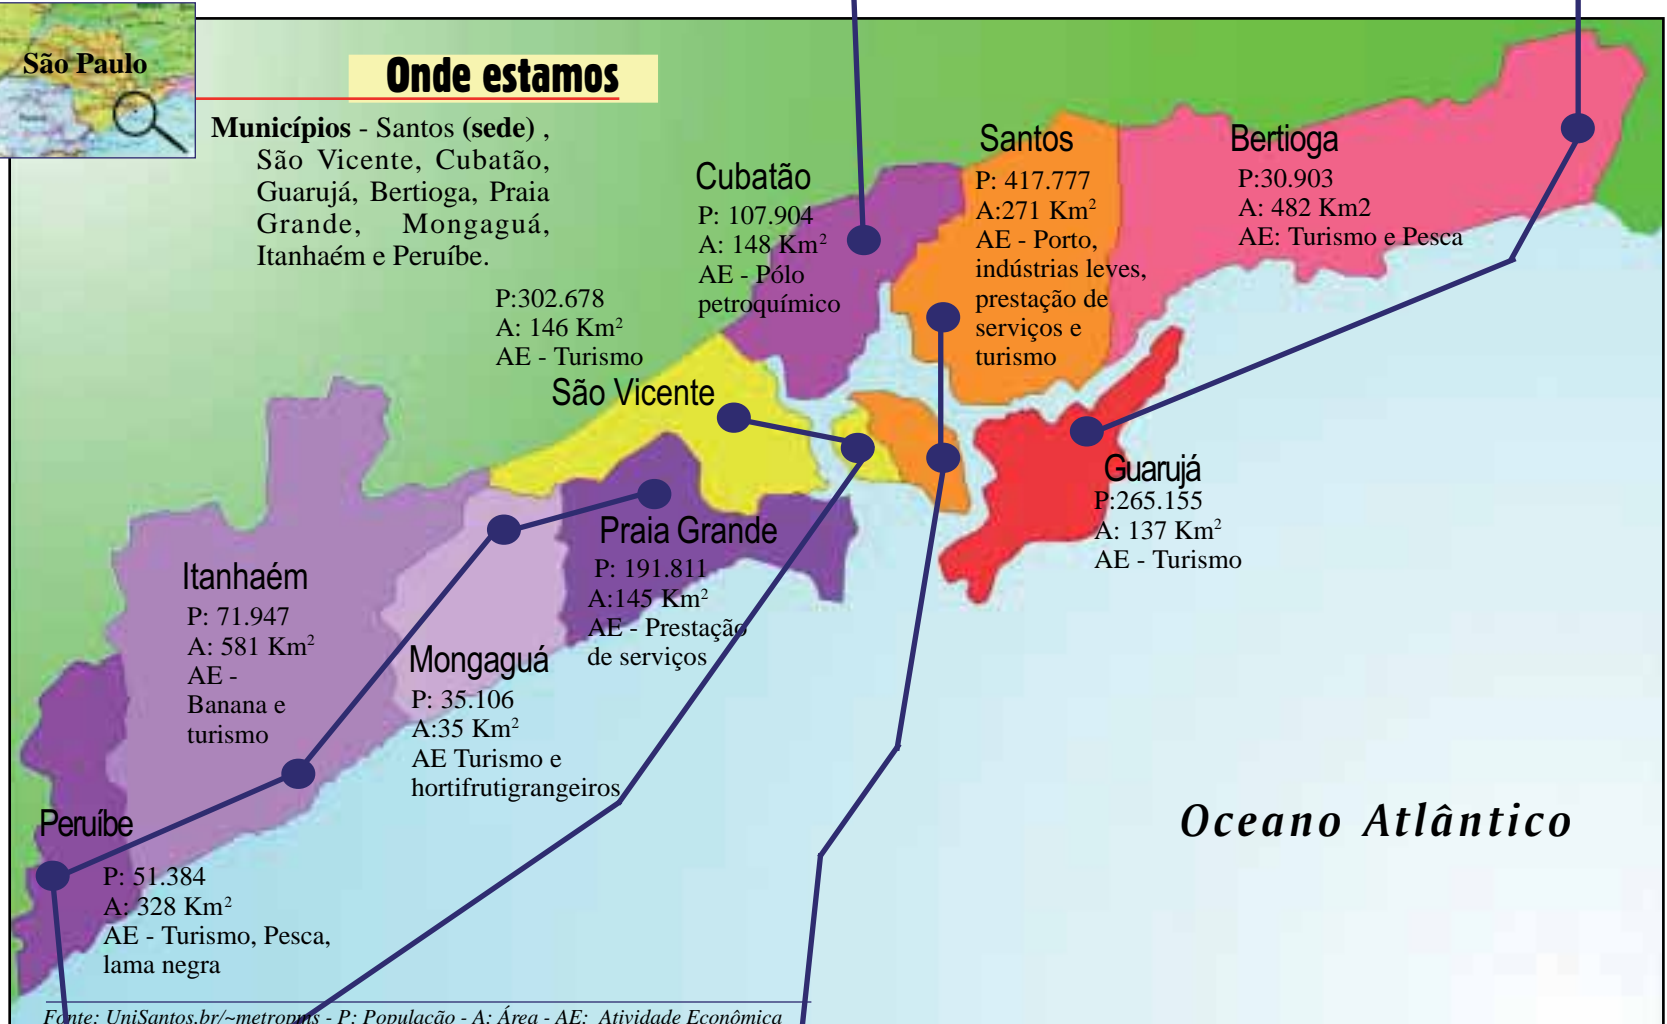 São Paulo
Onde estamos
Municípios - Santos (sede) ,
São Vicente, Cubatão,
Guarujá, Bertioga, Praia
Grande, Mongaguá,
Itanhaém e Peruíbe.
P:302.678
A: 146 Km²
AE - Turismo
São Vicente
Cubatão
P: 107.904
A: 148 Km²
AE - Pólo
petroquímico
Santos
P: 417.777
A:271 Km²
AE - Porto,
indústrias leves,
prestação de
serviços e
turismo
Bertioga
P:30.903
A: 482 Km2
AE: Turismo e Pesca
Guarujá
P:265.155
A: 137 Km²
AE - Turismo
Praia Grande
P: 191.811
A:145 Km²
AE - Prestação
de serviços
Itanhaém
P: 71.947
A: 581 Km²
AE -
Banana e
turismo
Mongaguá
P: 35.106
A:35 Km²
AE Turismo e
hortifrutigrangeiros
Peruíbe
P: 51.384
A: 328 Km²
AE - Turismo, Pesca,
lama negra
Oceano Atlântico
Fonte: UniSantos.br/~metropms - P: População - A: Área - AE: Atividade Econômica